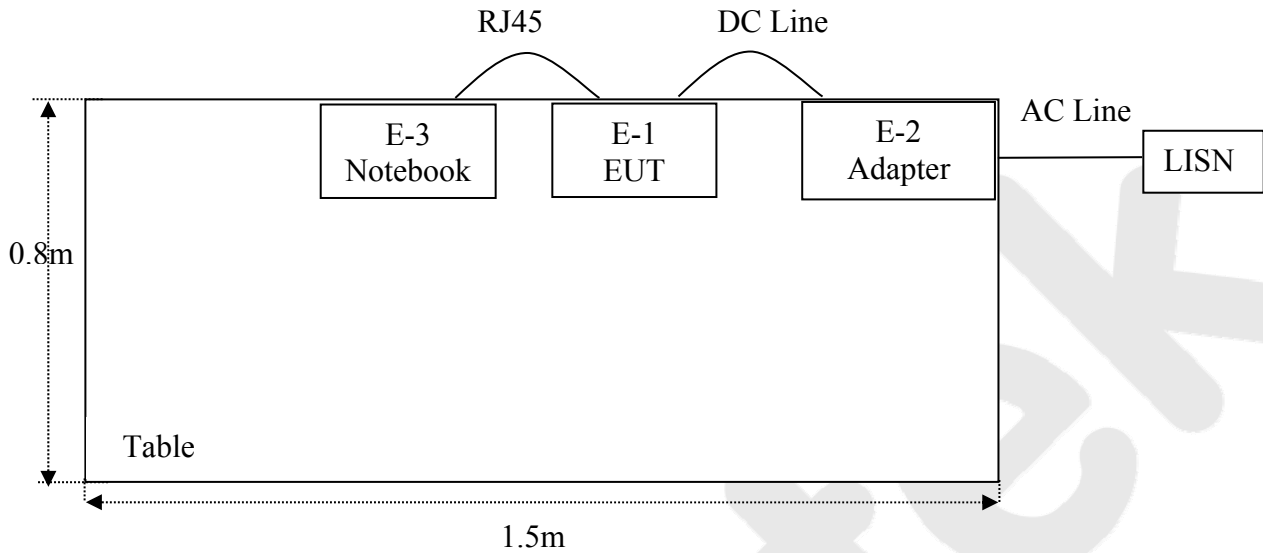 RJ45
DC Line
E-3
Notebook
E-1
EUT
E-2
Adapter
AC Line
LISN
0.8m
Table
1.5m